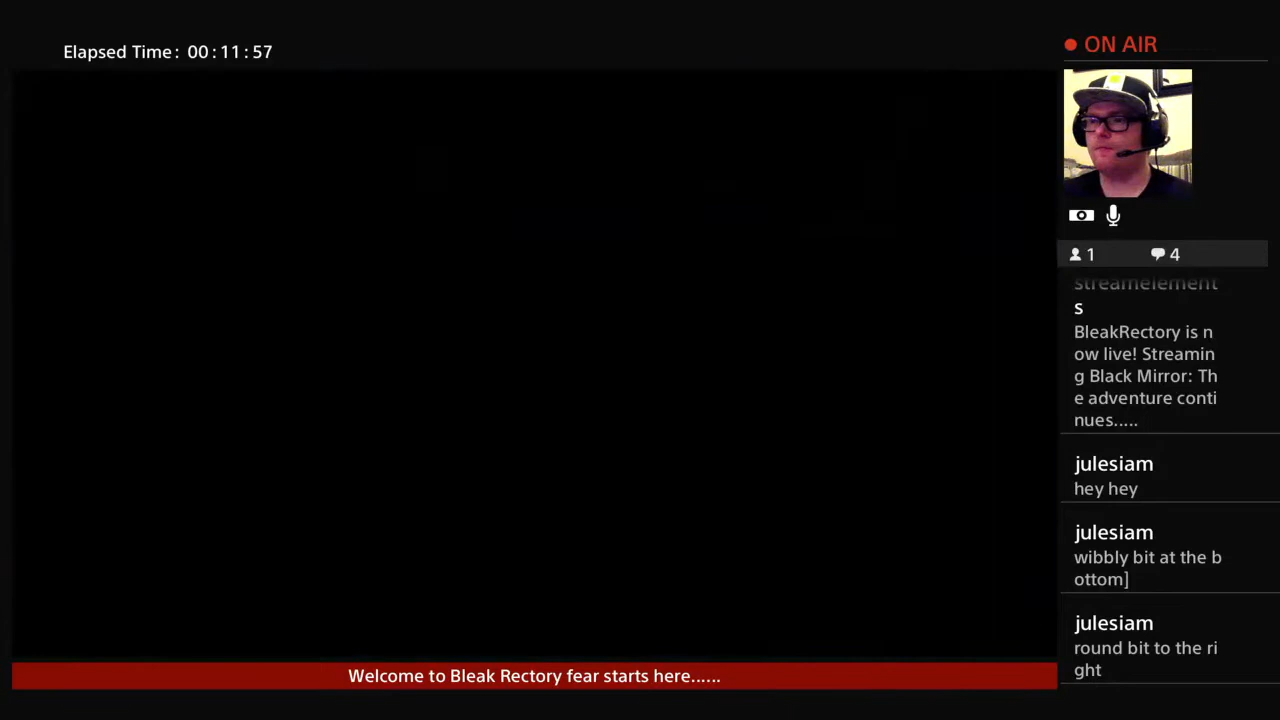 Elapsed Time: 00:11:57
ON AIR
1 4
streamelement
s
BleakRectory is n
ow live! Streamin
g Black Mirror: Th
e adventure conti
nues.....
julesiam
hey hey
julesiam
wibbly bit at the b
ottom]
julesiam
round bit to the ri
ght
Welcome to Bleak Rectory fear starts here......